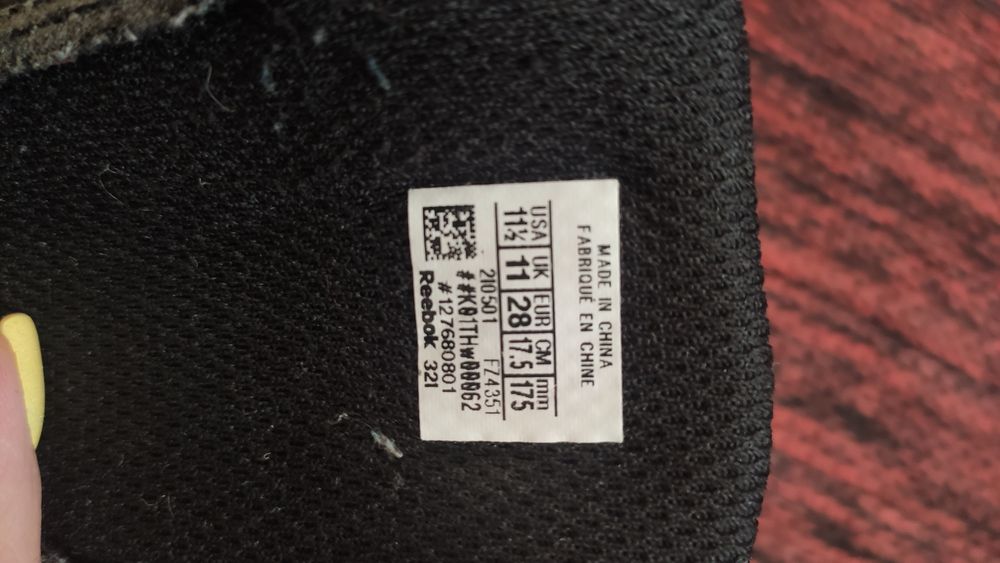 MADE IN CHINA
FABRIQUÉ EN CHINE
USA UK EUR CM mm
11½ 11 28 17.5 175
210501 FZ4351
##K01THW00062
#127680801
Reebok 321